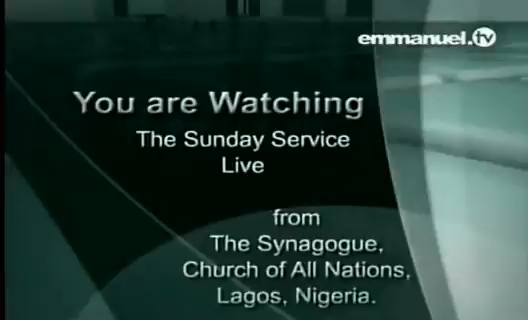 emmanuel.tv
You are Watching
The Sunday Service
Live
from
The Synagogue,
Church of All Nations,
Lagos, Nigeria.